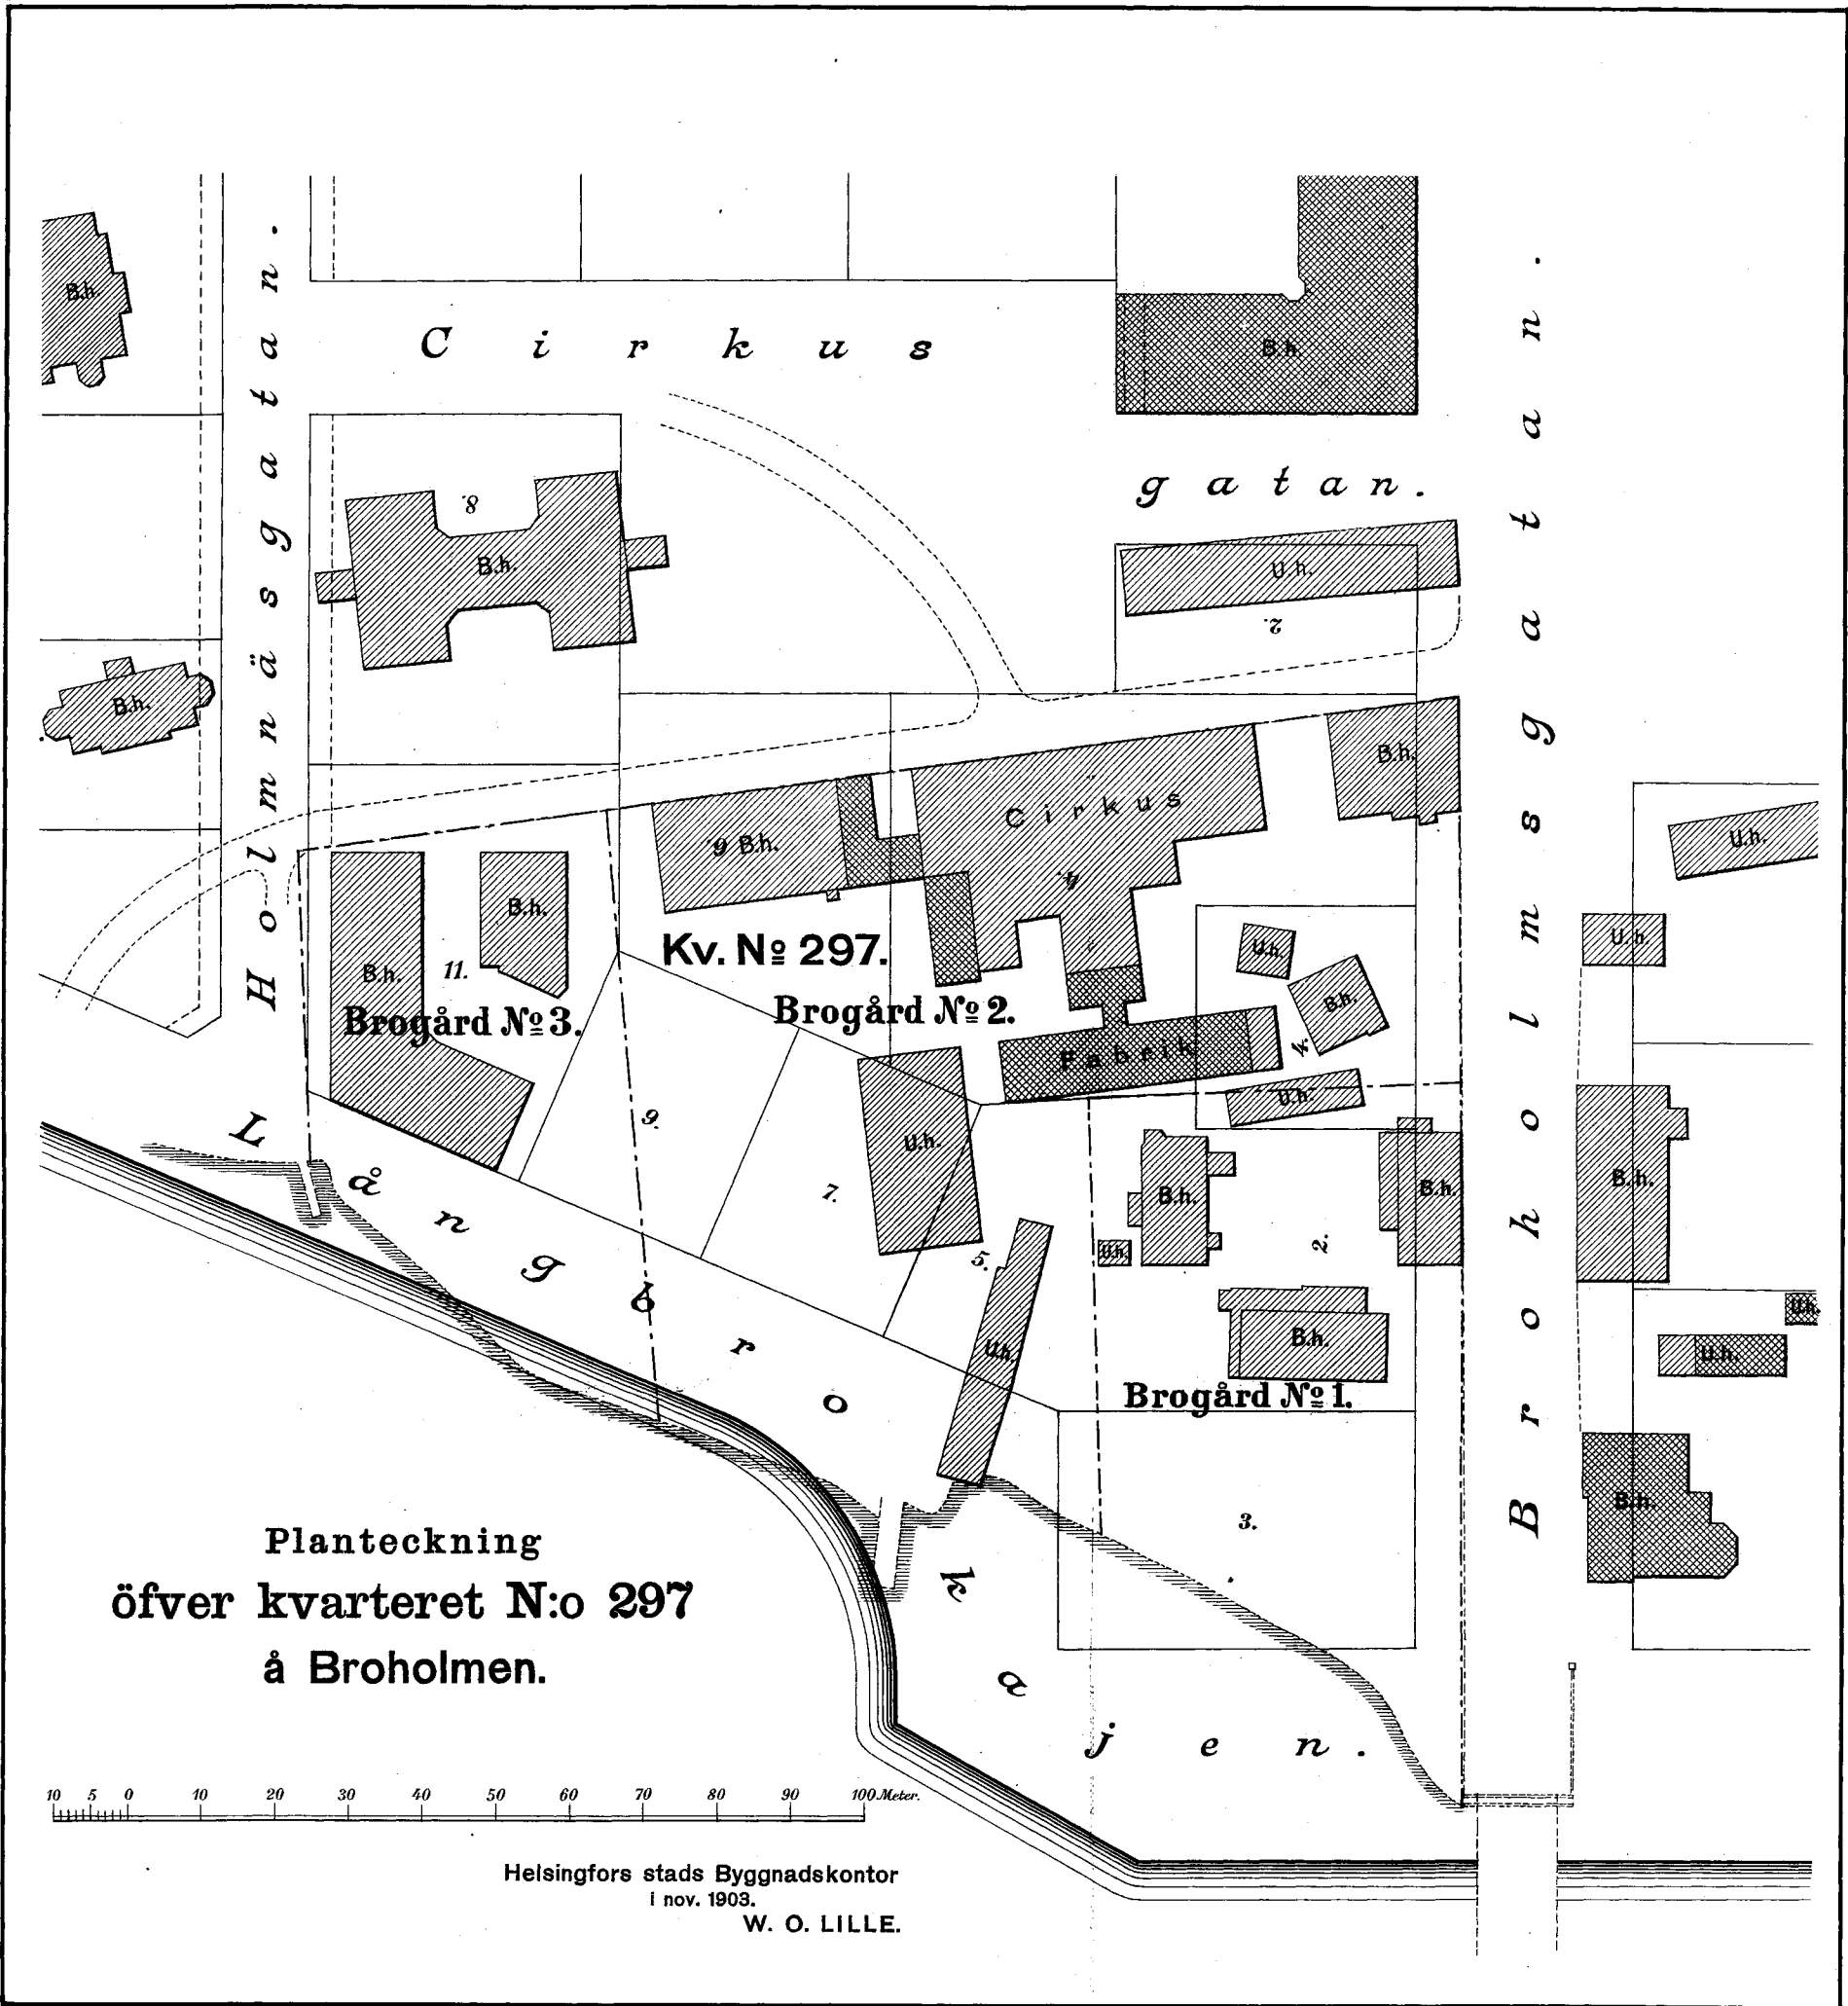 Holmnäsgatan.
Cirkus
gatan.
Broholmsgatan.
Långbrokajen.
B.h.
B.h.
8.
B.h.
B.h.
U.h.
2.
B.h.
Cirkus
4.
6.
B.h.
Kv. Nº 297.
B.h.
B.h.
11.
Brogård Nº 3.
Brogård Nº 2.
Fabrik
U.h.
B.h.
4.
U.h.
9.
7.
U.h.
5.
U.h.
U.h.
B.h.
2.
B.h.
B.h.
Brogård Nº 1.
3.
U.h.
U.h.
B.h.
U.h.
U.h.
B.h.
Planteckning
öfver kvarteret N:o 297
å Broholmen.
10 5 0 10 20 30 40 50 60 70 80 90 100 Meter.
Helsingfors stads Byggnadskontor
i nov. 1903.
W. O. LILLE.